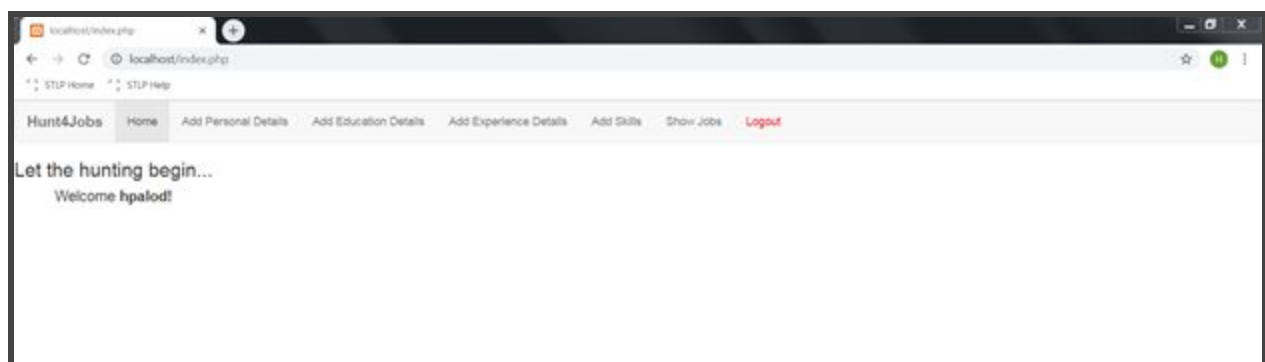 localhost/index.php
localhost/index.php
STLP Home STLP Help
Hunt4Jobs Home Add Personal Details Add Education Details Add Experience Details Add Skills Show Jobs Logout
Let the hunting begin...
Welcome hpalod!